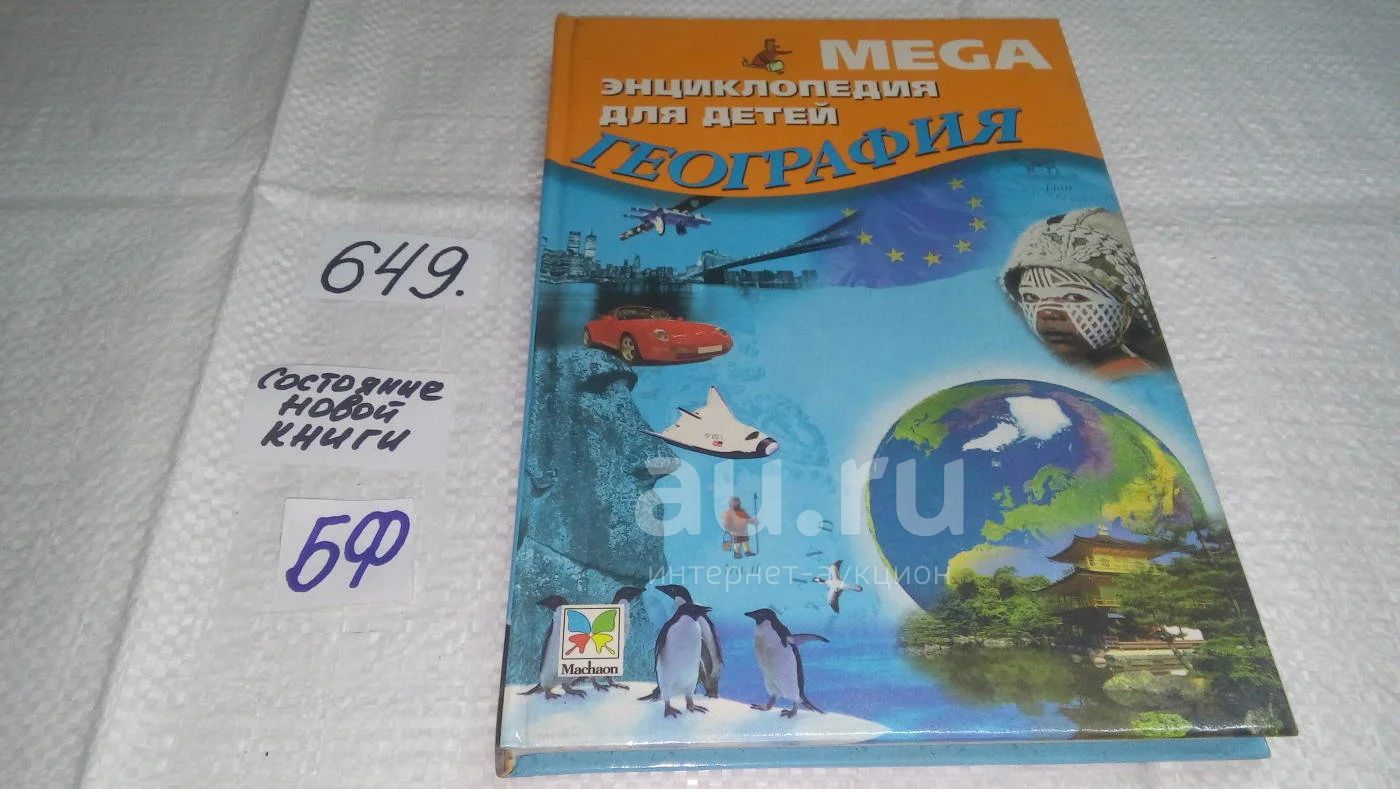 MEGA
ЭНЦИКЛОПЕДИЯ
ДЛЯ ДЕТЕЙ
ГЕОГРАФИЯ
649.
состояние
новой
книги
БФ
Machaon
au.ru
интернет-аукцион